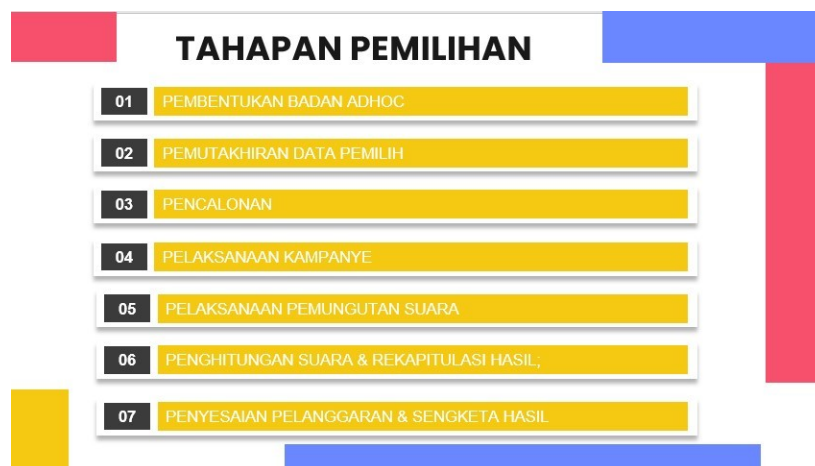 TAHAPAN PEMILIHAN
01 PEMBENTUKAN BADAN ADHOC
02 PEMUTAKHIRAN DATA PEMILIH
03 PENCALONAN
04 PELAKSANAAN KAMPANYE
05 PELAKSANAAN PEMUNGUTAN SUARA
06 PENGHITUNGAN SUARA & REKAPITULASI HASIL;
07 PENYESAIAN PELANGGARAN & SENGKETA HASIL